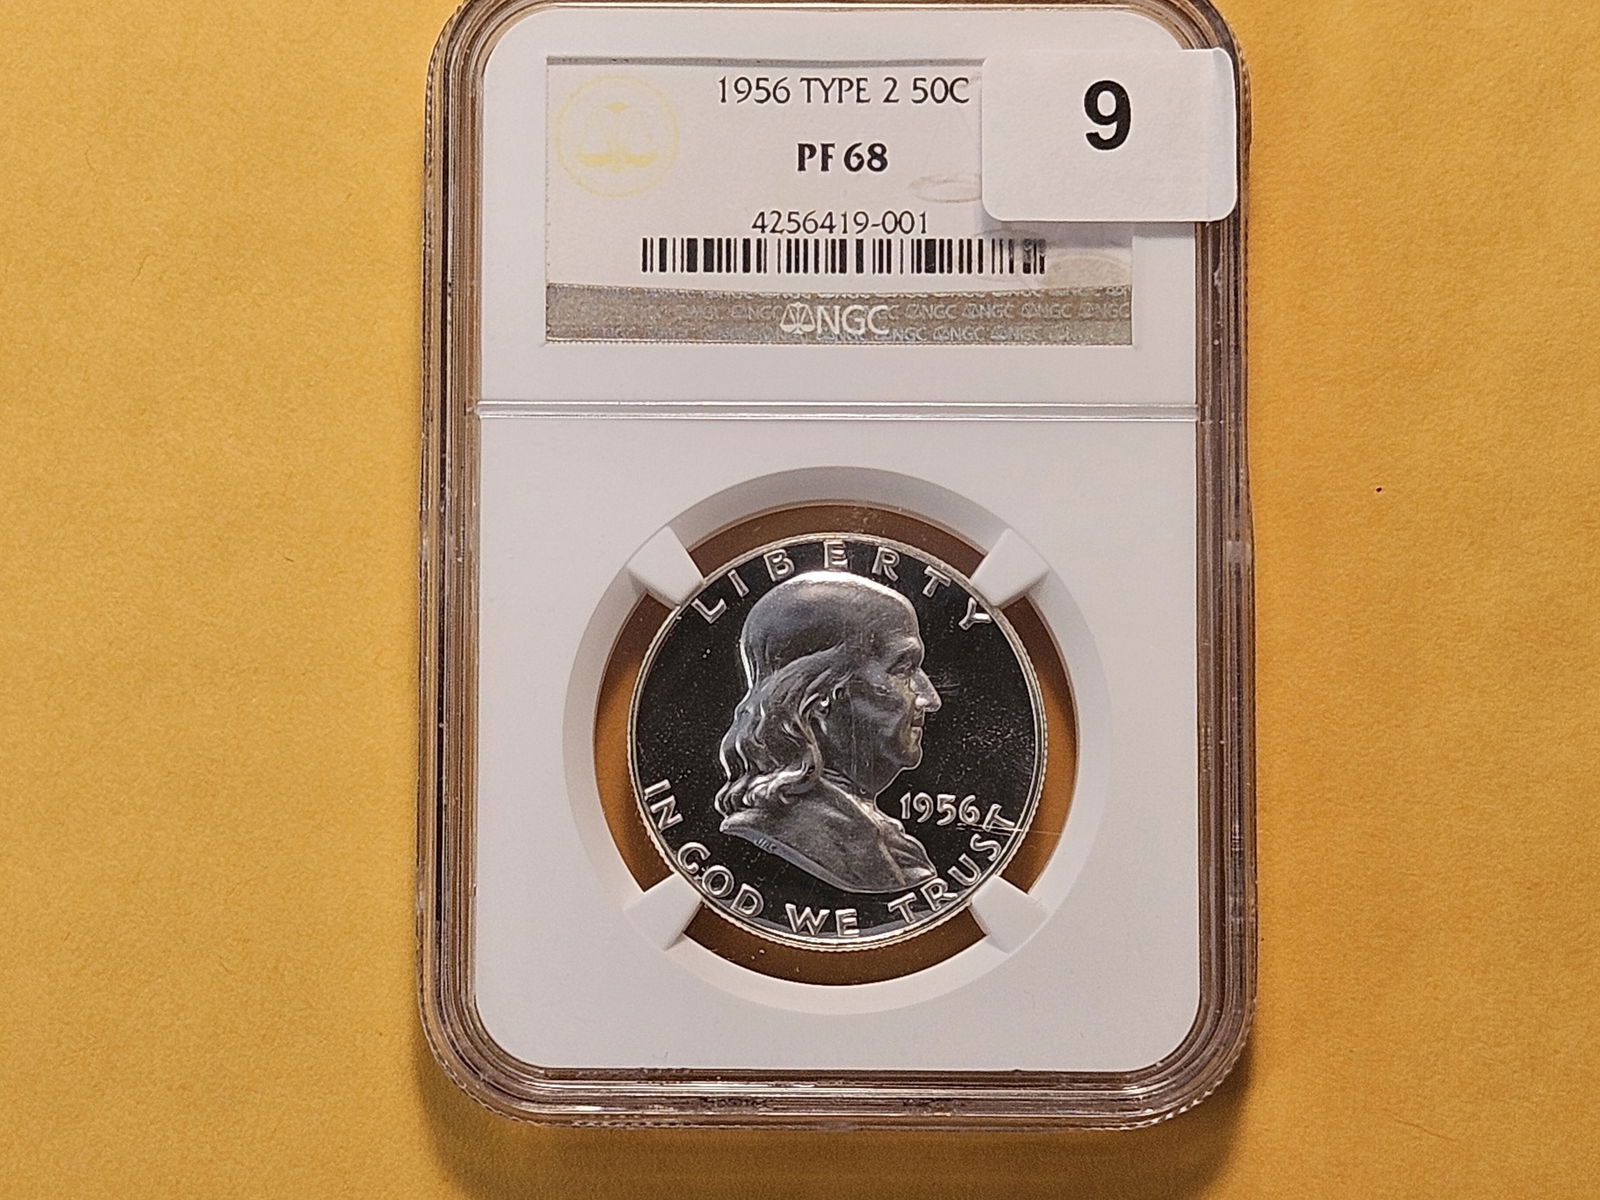 1956 TYPE 2 50C
9
PF 68
4256419-001
NGC
LIBERTY
1956
IN GOD WE TRUST